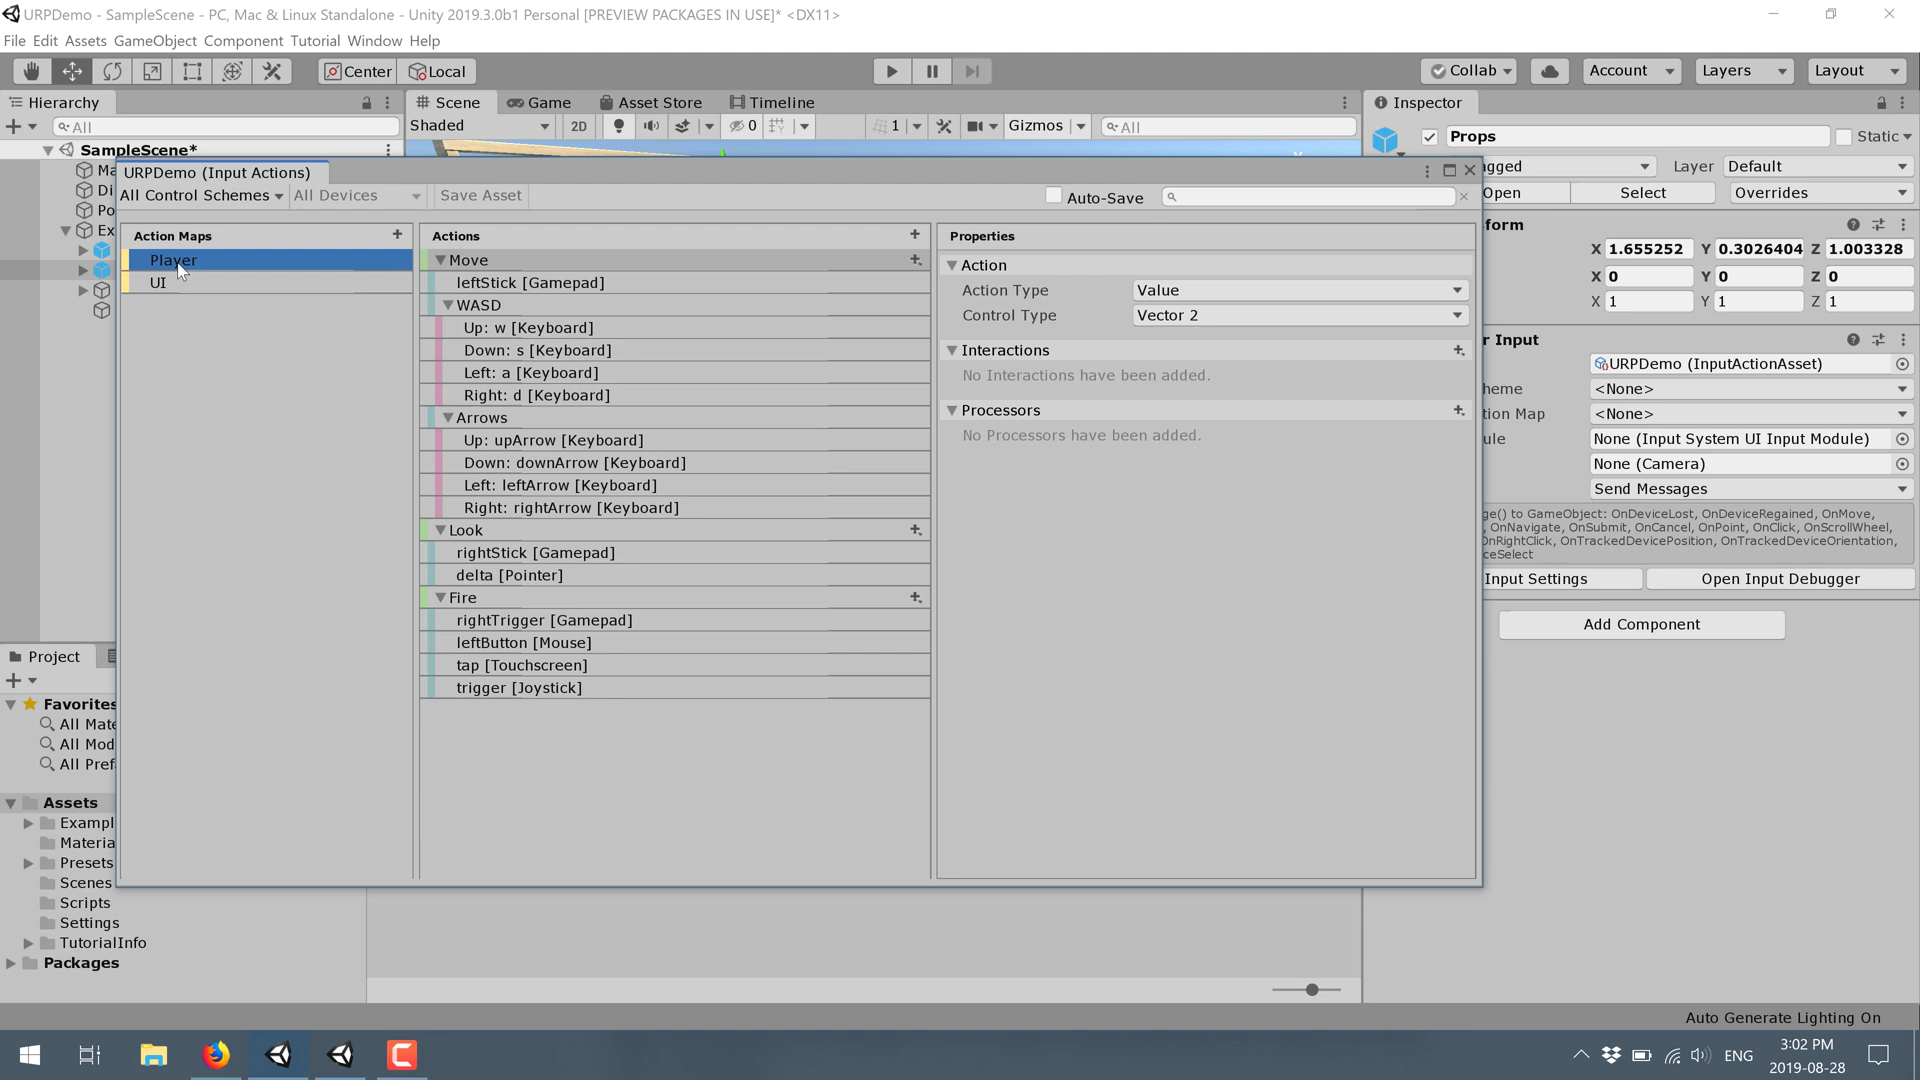 URPDemo - SampleScene - PC, Mac & Linux Standalone - Unity 2019.3.0b1 Personal [PREVIEW PACKAGES IN USE]* <DX11>
File Edit Assets GameObject Component Tutorial Window Help
Center Local Collab Account Layers Layout
Hierarchy
All
SampleScene*
Ma
Di
Po
Ex
Scene Game Asset Store Timeline
Shaded 2D 0 1 Gizmos All
URPDemo (Input Actions)
All Control Schemes All Devices Save Asset Auto-Save
Action Maps
Player
UI
Actions
Move
leftStick [Gamepad]
WASD
Up: w [Keyboard]
Down: s [Keyboard]
Left: a [Keyboard]
Right: d [Keyboard]
Arrows
Up: upArrow [Keyboard]
Down: downArrow [Keyboard]
Left: leftArrow [Keyboard]
Right: rightArrow [Keyboard]
Look
rightStick [Gamepad]
delta [Pointer]
Fire
rightTrigger [Gamepad]
leftButton [Mouse]
tap [Touchscreen]
trigger [Joystick]
Properties
Action
Action Type Value
Control Type Vector 2
Interactions
No Interactions have been added.
Processors
No Processors have been added.
Inspector
Props Static
gged Layer Default
Open Select Overrides
form
X 1.655252 Y 0.3026404 Z 1.003328
X 0 Y 0 Z 0
X 1 Y 1 Z 1
r Input
URPDemo (InputActionAsset)
heme <None>
tion Map <None>
ule None (Input System UI Input Module)
None (Camera)
Send Messages
ge() to GameObject: OnDeviceLost, OnDeviceRegained, OnMove,
, OnNavigate, OnSubmit, OnCancel, OnPoint, OnClick, OnScrollWheel,
OnRightClick, OnTrackedDevicePosition, OnTrackedDeviceOrientation,
ceSelect
Input Settings Open Input Debugger
Add Component
Project
Favorites
All Mate
All Mod
All Pref
Assets
Exampl
Materia
Presets
Scenes
Scripts
Settings
TutorialInfo
Packages
Auto Generate Lighting On
ENG
3:02 PM
2019-08-28